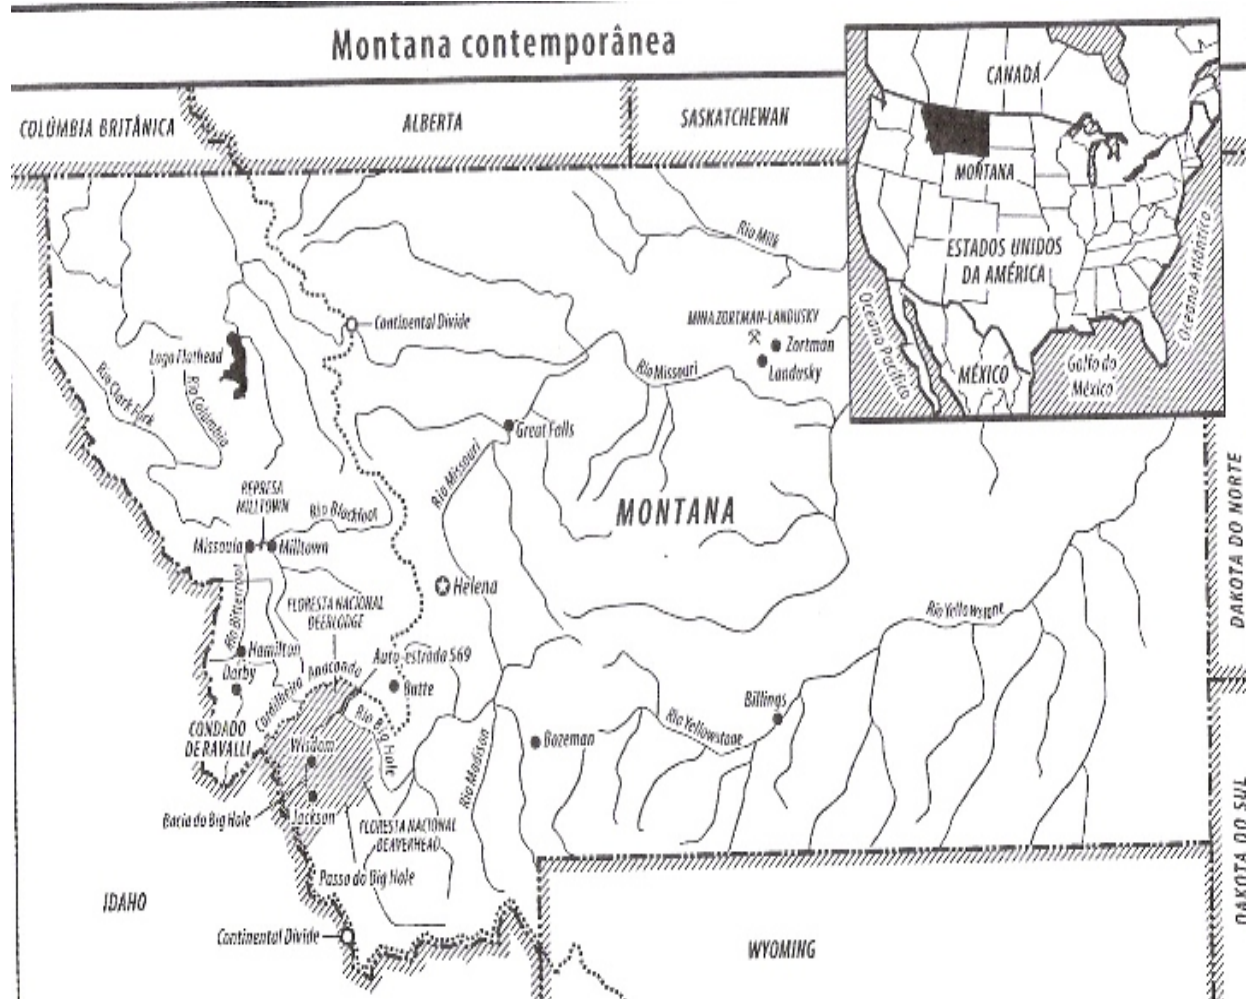 Montana contemporânea
COLÚMBIA BRITÂNICA
ALBERTA
SASKATCHEWAN
CANADÁ
MONTANA
ESTADOS UNIDOS
DA AMÉRICA
Oceano Pacífico
Oceano Atlântico
MÉXICO
Golfo do
México
Rio Milk
MINA ZORTMAN-LANDUSKY
Zortman
Landusky
Continental Divide
Lago Flathead
Rio Clark Fork
Rio Columbia
Rio Missouri
Great Falls
Rio Missouri
MONTANA
REPRESA
MILLTOWN
Rio Blackfoot
Missoula
Milltown
Helena
Rio Bitterroot
FLORESTA NACIONAL
DEERLODGE
Hamilton
Darby
Auto-estrada 569
Cordilheira Anaconda
Butte
CONDADO
DE RAVALLI
Rio Big Hole
Wisdom
Jackson
Bacia do Big Hole
FLORESTA NACIONAL
BEAVERHEAD
Passo do Big Hole
Rio Madison
Bozeman
Rio Yellowstone
Billings
Rio Yellowstone
DAKOTA DO NORTE
DAKOTA DO SUL
IDAHO
Continental Divide
WYOMING